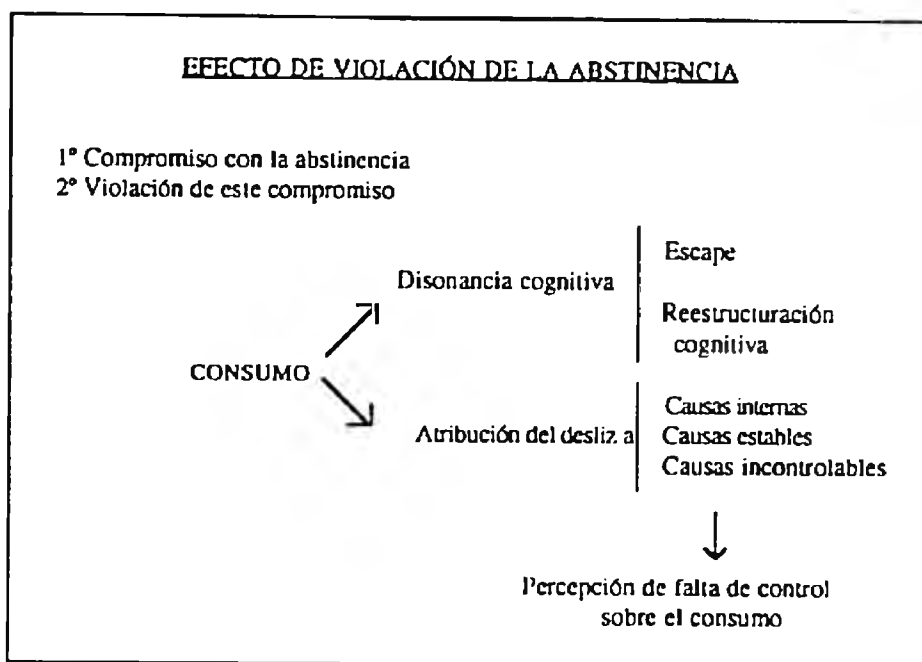 EFECTO DE VIOLACIÓN DE LA ABSTINENCIA
1º Compromiso con la abstinencia
2º Violación de este compromiso
Disonancia cognitiva
Escape
Reestructuración
cognitiva
CONSUMO
Atribución del desliz a
Causas internas
Causas estables
Causas incontrolables
Percepción de falta de control
sobre el consumo